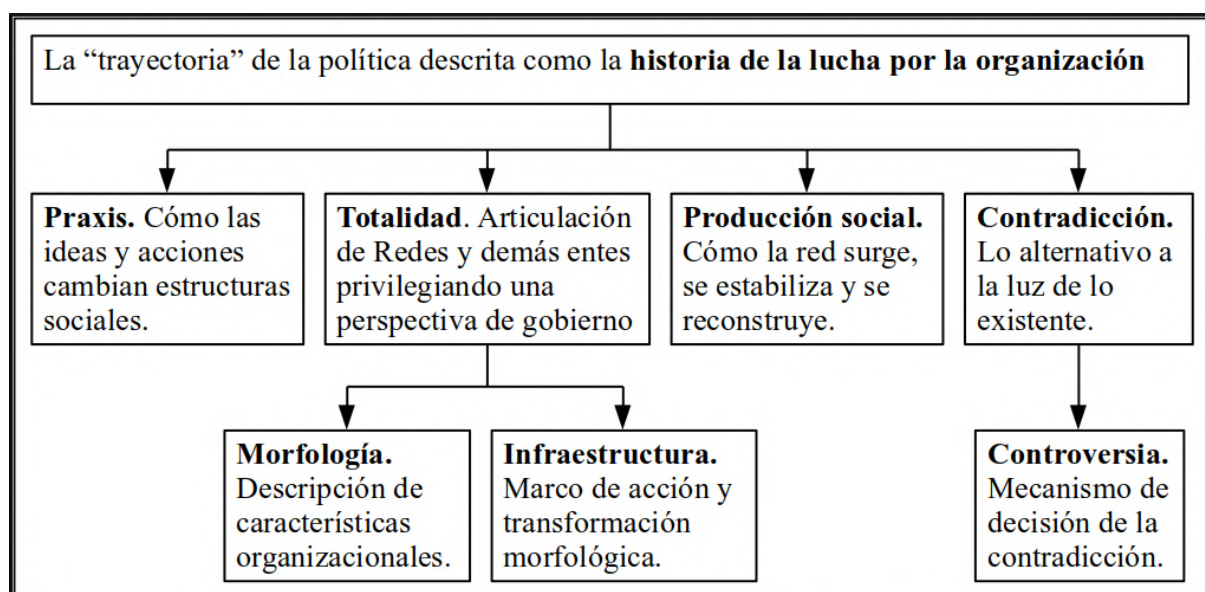 La “trayectoria” de la política descrita como la historia de la lucha por la organización
Praxis. Cómo las
ideas y acciones
cambian estructuras
sociales.
Totalidad. Articulación
de Redes y demás entes
privilegiando una
perspectiva de gobierno
Producción social.
Cómo la red surge,
se estabiliza y se
reconstruye.
Contradicción.
Lo alternativo a
la luz de lo
existente.
Morfología.
Descripción de
características
organizacionales.
Infraestructura.
Marco de acción y
transformación
morfológica.
Controversia.
Mecanismo de
decisión de la
contradicción.